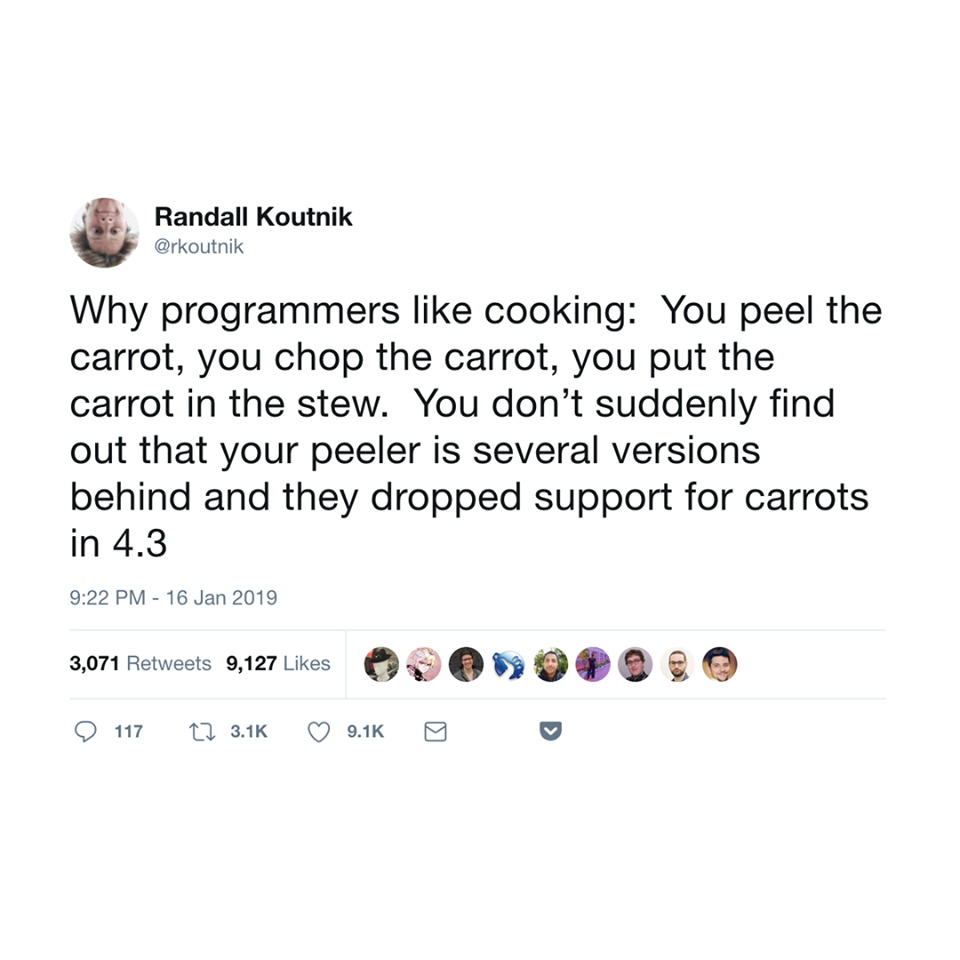 Randall Koutnik
@rkoutnik
Why programmers like cooking:  You peel the
carrot, you chop the carrot, you put the
carrot in the stew.  You don’t suddenly find
out that your peeler is several versions
behind and they dropped support for carrots
in 4.3
9:22 PM - 16 Jan 2019
3,071 Retweets 9,127 Likes
117 3.1K 9.1K